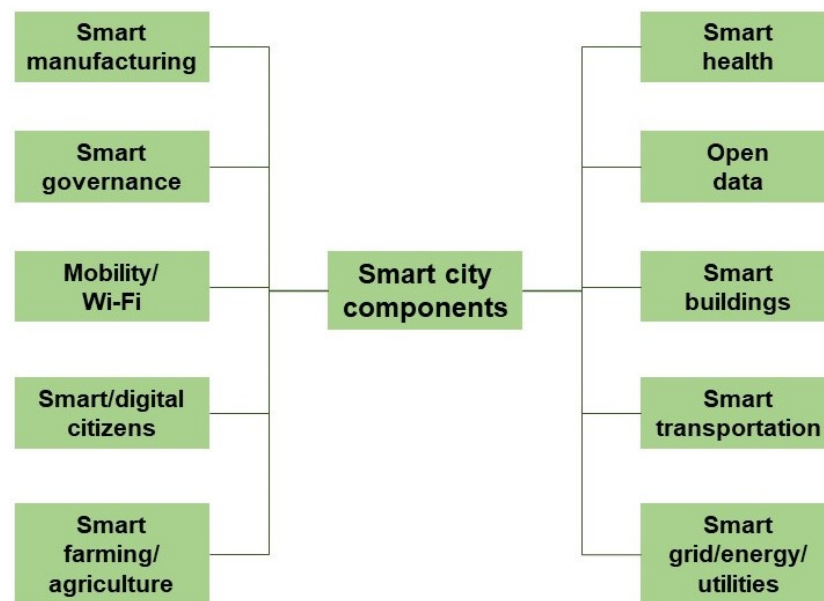 Smart
manufacturing
Smart
governance
Mobility/
Wi-Fi
Smart/digital
citizens
Smart
farming/
agriculture
Smart city
components
Smart
health
Open
data
Smart
buildings
Smart
transportation
Smart
grid/energy/
utilities